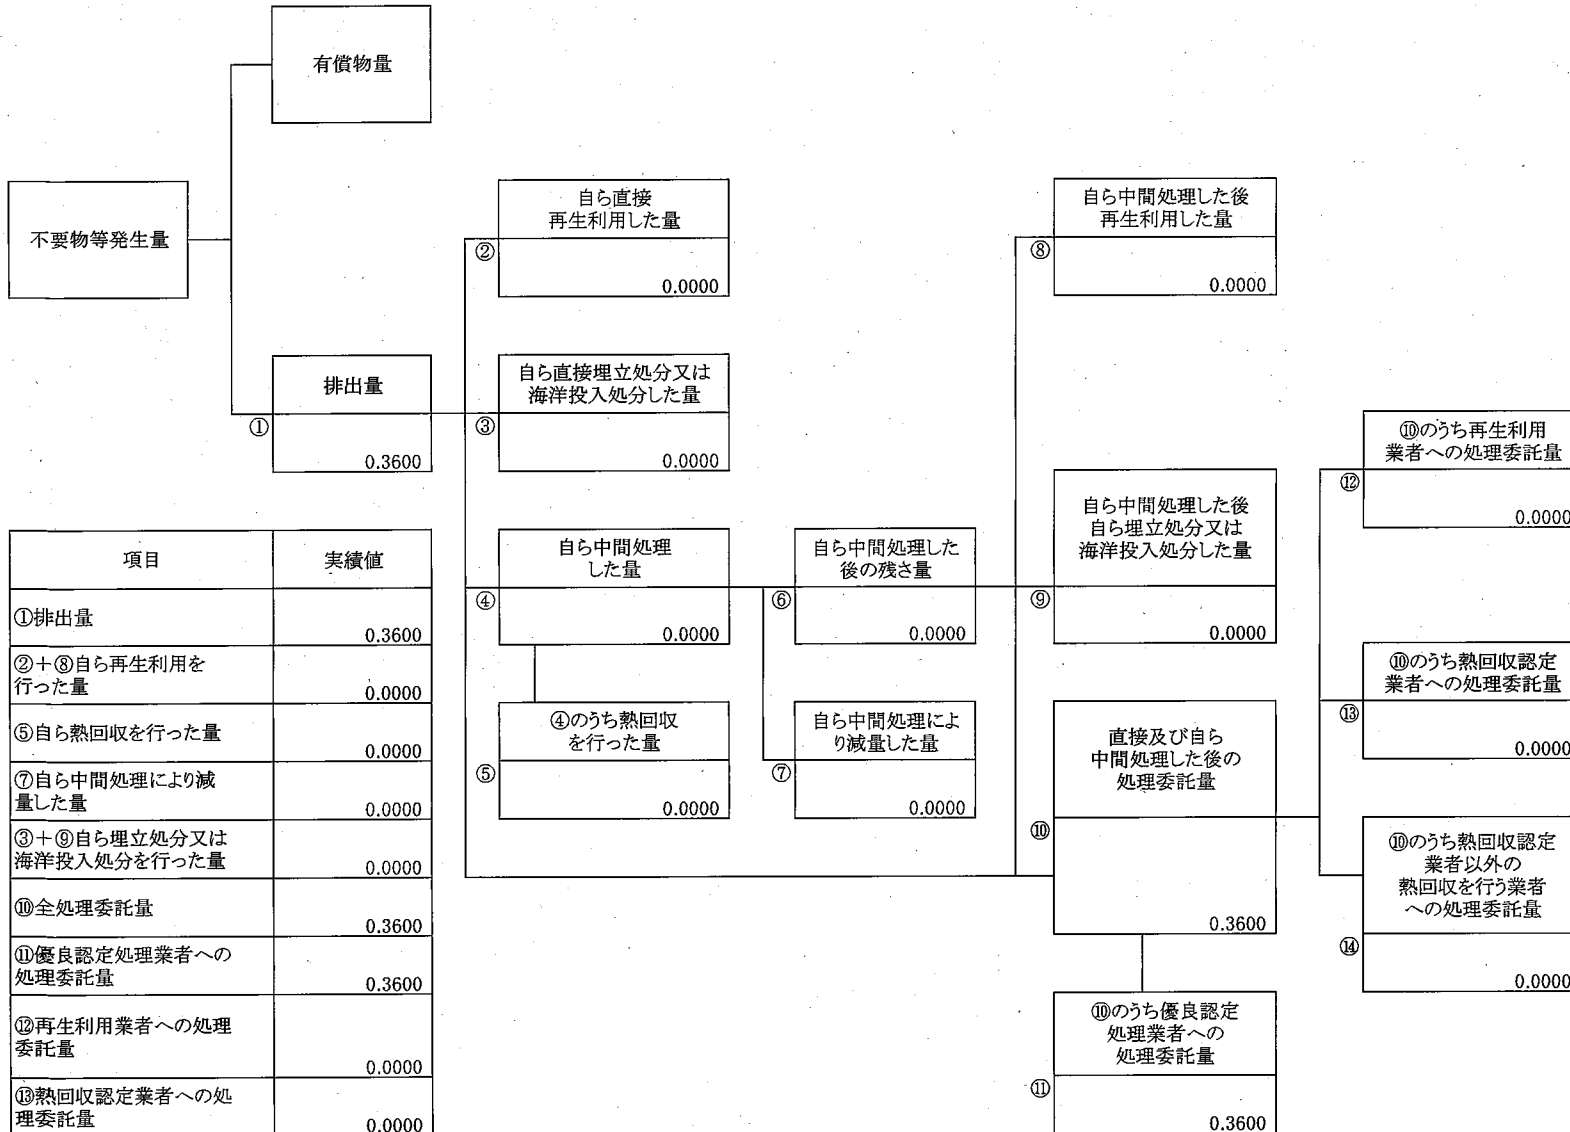 有償物量
不要物等発生量
排出量
①
0.3600
自ら直接
再生利用した量
②
0.0000
自ら直接埋立処分又は
海洋投入処分した量
③
0.0000
自ら中間処理
した量
④
0.0000
④のうち熱回収
を行った量
⑤
0.0000
自ら中間処理した
後の残さ量
⑥
0.0000
自ら中間処理によ
り減量した量
⑦
0.0000
自ら中間処理した後
再生利用した量
⑧
0.0000
自ら中間処理した後
自ら埋立処分又は
海洋投入処分した量
⑨
0.0000
直接及び自ら
中間処理した後の
処理委託量
⑩
0.3600
⑩のうち優良認定
処理業者への
処理委託量
⑪
0.3600
⑩のうち再生利用
業者への処理委託量
⑫
0.0000
⑩のうち熱回収認定
業者への処理委託量
⑬
0.0000
⑩のうち熱回収認定
業者以外の
熱回収を行う業者
への処理委託量
⑭
0.0000
項目 実績値
①排出量 0.3600
②+⑧自ら再生利用を
行った量 0.0000
⑤自ら熱回収を行った量 0.0000
⑦自ら中間処理により減
量した量 0.0000
③+⑨自ら埋立処分又は
海洋投入処分を行った量 0.0000
⑩全処理委託量 0.3600
⑪優良認定処理業者への
処理委託量 0.3600
⑫再生利用業者への処理
委託量 0.0000
⑬熱回収認定業者への処
理委託量 0.0000